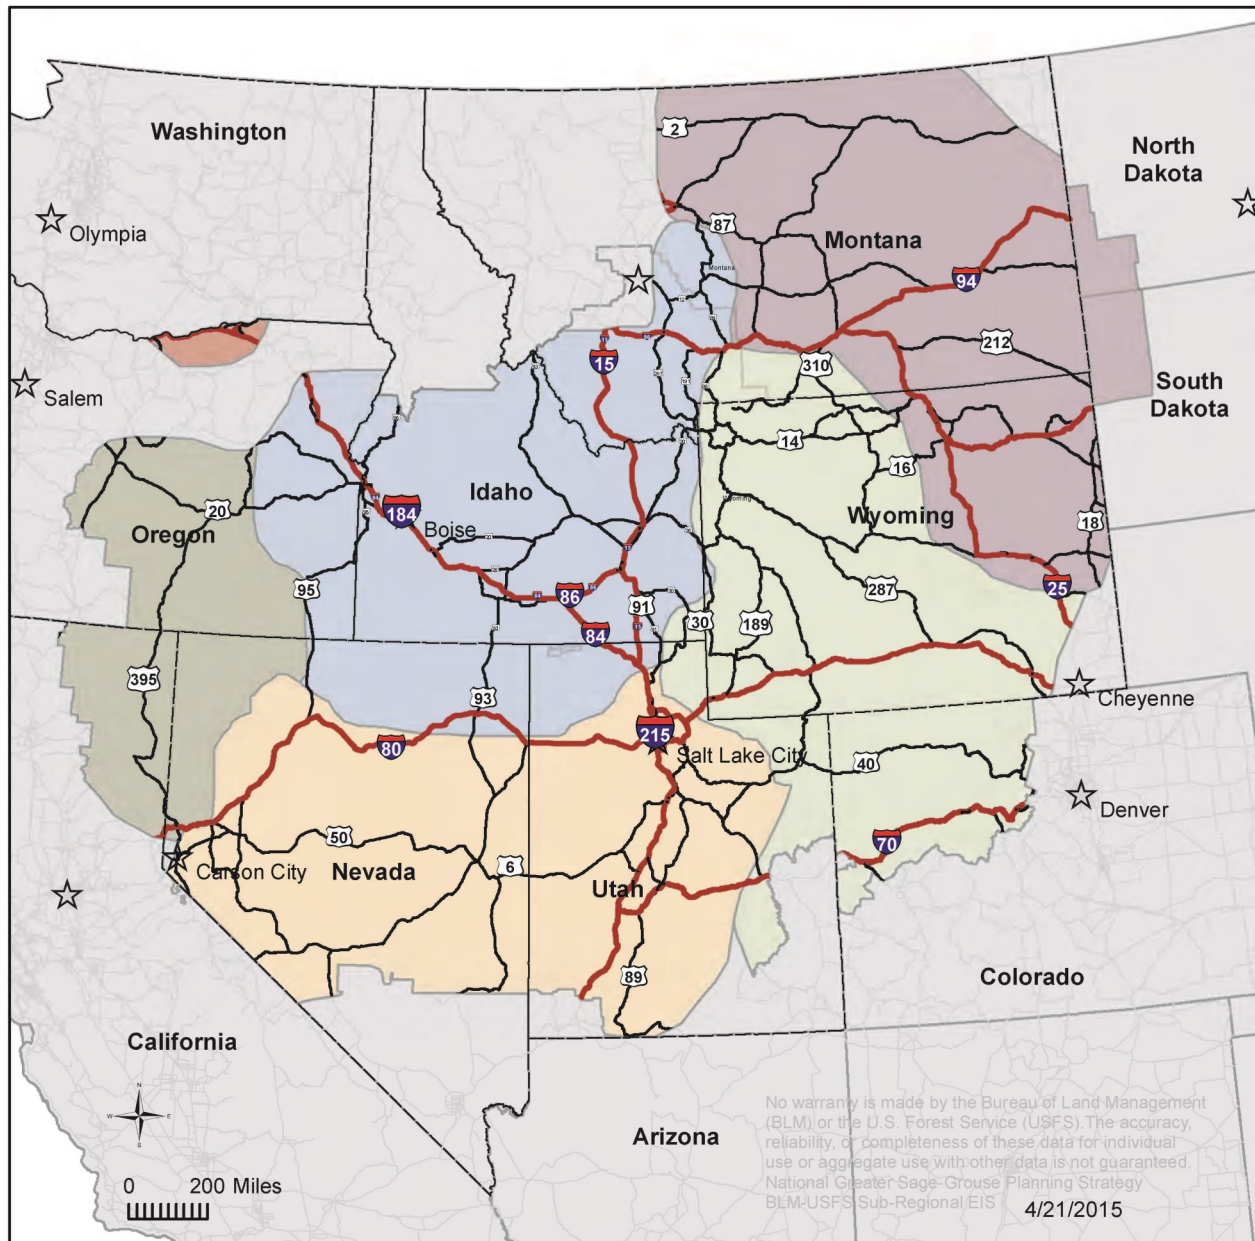 Washington
North
Dakota
2
Olympia
87
Montana
Montana
94
15
212
310
Salem
South
Dakota
14
16
20
Idaho
184
Wyoming
Wyoming
Oregon
Boise
18
95
86
91
287
25
84
30
189
395
93
Cheyenne
215
80
Salt Lake City
40
Denver
50
70
Carson City
Nevada
6
Utah
89
Colorado
California
N
W
E
S
Arizona
No warranty is made by the Bureau of Land Management
(BLM) or the U.S. Forest Service (USFS).The accuracy,
reliability, or completeness of these data for individual
use or aggregate use with other data is not guaranteed.
National Greater Sage-Grouse Planning Strategy
BLM-USFS Sub-Regional EIS
4/21/2015
0
200 Miles